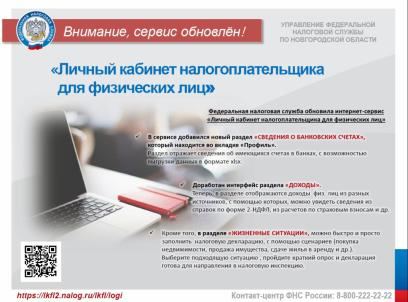 Внимание, сервис обновлён!
УПРАВЛЕНИЕ ФЕДЕРАЛЬНОЙ
НАЛОГОВОЙ СЛУЖБЫ
ПО НОВГОРОДСКОЙ ОБЛАСТИ
«Личный кабинет налогоплательщика
для физических лиц»
Федеральная налоговая служба обновила интернет-сервис
«Личный кабинет налогоплательщика для физических лиц»
✓ В сервисе добавился новый раздел «СВЕДЕНИЯ О БАНКОВСКИХ СЧЕТАХ»,
который находится во вкладке «Профиль».
Раздел отражает сведения об имеющихся счетах в банках, с возможностью
выгрузки данных в формате xlsx.
✓ Доработан интерфейс раздела «ДОХОДЫ».
Теперь, в разделе отображаются доходы физ. лиц из разных
источников, с помощью которых, можно увидеть сведения из
справок по форме 2-НДФЛ, из расчетов по страховым взносам и др.
✓ Кроме того, в разделе «ЖИЗНЕННЫЕ СИТУАЦИИ», можно быстро и просто
заполнить налоговую декларацию, с помощью сценария (покупка
недвижимости, продажа имущества, сдача жилья в аренду и др.).
Выберите подходящую ситуацию, пройдите краткий опрос и декларация
готова для направления в налоговую инспекцию.
https://lkfl2.nalog.ru/lkfl/logi
Контакт-центр ФНС России: 8-800-222-22-22